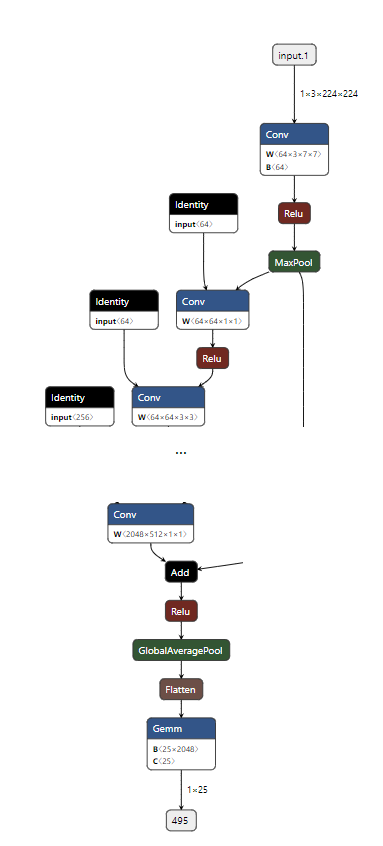 input.1
1×3×224×224
Conv
W⟨64×3×7×7⟩
B⟨64⟩
Relu
Identity
input⟨64⟩
MaxPool
Identity
input⟨64⟩
Conv
W⟨64×64×1×1⟩
Relu
Identity
input⟨256⟩
Conv
W⟨64×64×3×3⟩
...
Conv
W⟨2048×512×1×1⟩
Add
Relu
GlobalAveragePool
Flatten
Gemm
B⟨25×2048⟩
C⟨25⟩
1×25
495